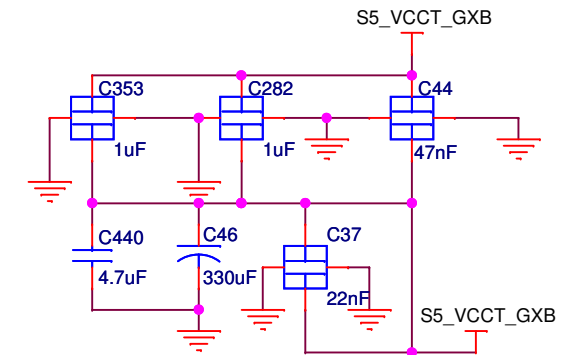 S5_VCCT_GXB
C353
C282
C44
1uF
1uF
47nF
C440
C46
C37
4.7uF
330uF
22nF
S5_VCCT_GXB